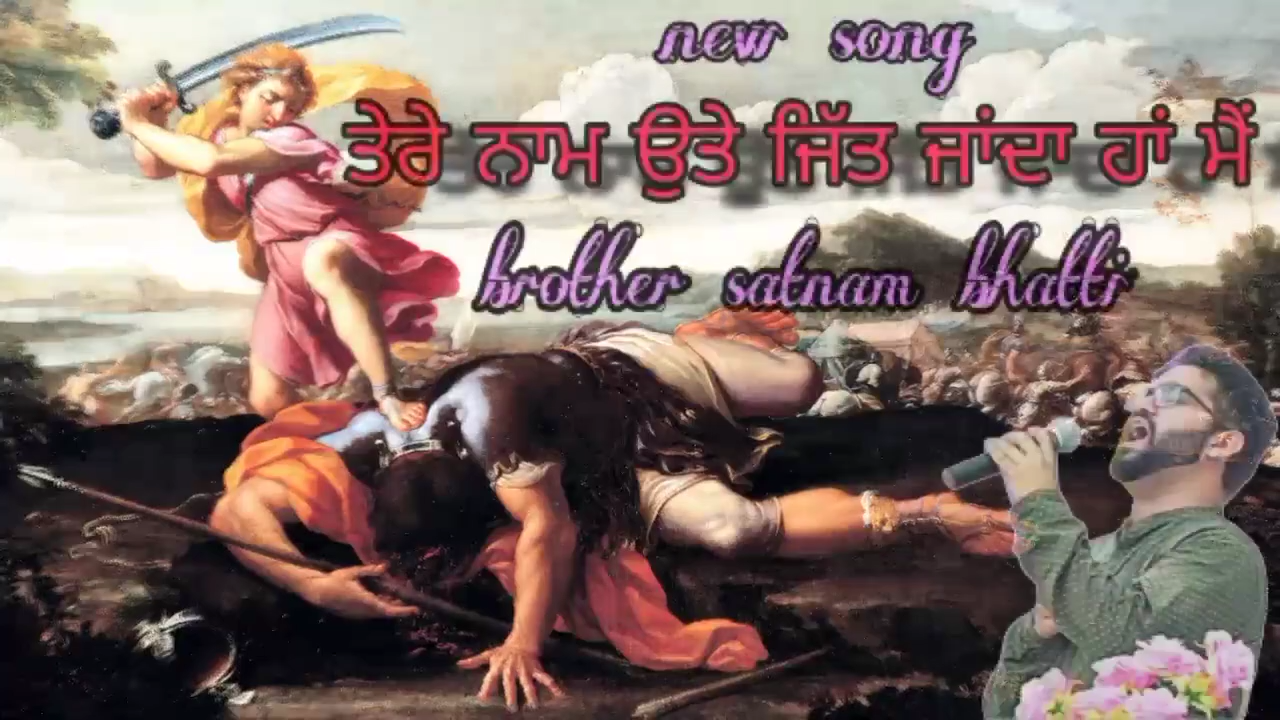 new song
ਤੇਰੇ ਨਾਮ ਉਤੇ ਜਿੱਤ ਜਾਂਦਾ ਹਾਂ ਮੈਂ
brother satnam bhatti